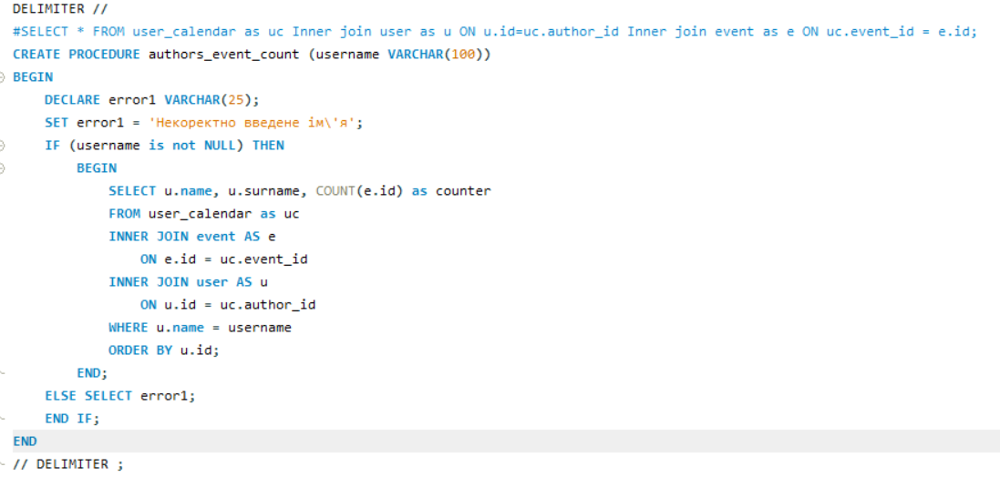 DELIMITER //
#SELECT * FROM user_calendar as uc Inner join user as u ON u.id=uc.author_id Inner join event as e ON uc.event_id = e.id;
CREATE PROCEDURE authors_event_count (username VARCHAR(100))
BEGIN
DECLARE error1 VARCHAR(25);
SET error1 = 'Некоректно введене ім\'я';
IF (username is not NULL) THEN
BEGIN
SELECT u.name, u.surname, COUNT(e.id) as counter
FROM user_calendar as uc
INNER JOIN event AS e
ON e.id = uc.event_id
INNER JOIN user AS u
ON u.id = uc.author_id
WHERE u.name = username
ORDER BY u.id;
END;
ELSE SELECT error1;
END IF;
END
// DELIMITER ;